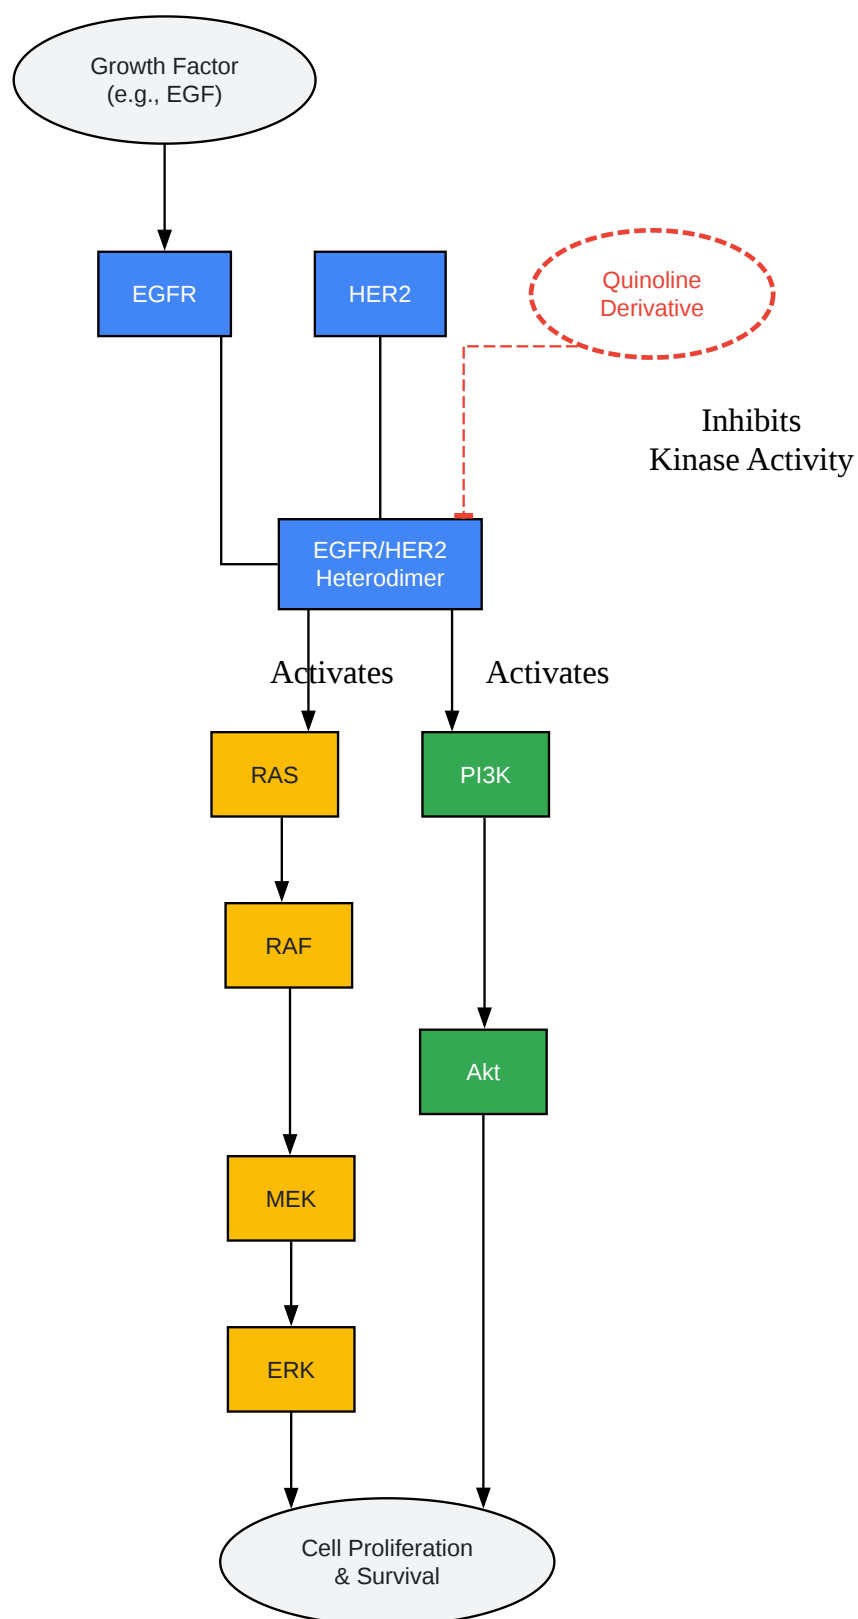 Growth Factor
(e.g., EGF)
EGFR
HER2
Quinoline
Derivative
Inhibits
Kinase Activity
EGFR/HER2
Heterodimer
Activates
Activates
RAS
PI3K
RAF
Akt
MEK
ERK
Cell Proliferation
& Survival